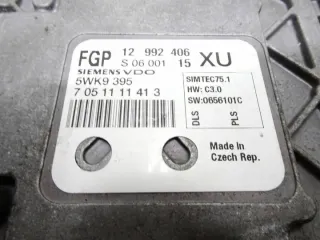 FGP 12 992 406 XU
SIEMENS VDO S 06 001 15
5WK9 395
7 05 11 11 41 3
SIMTEC75.1
HW: C3.0
SW:0656101C
DLS
PLS
Made in
Czech Rep.